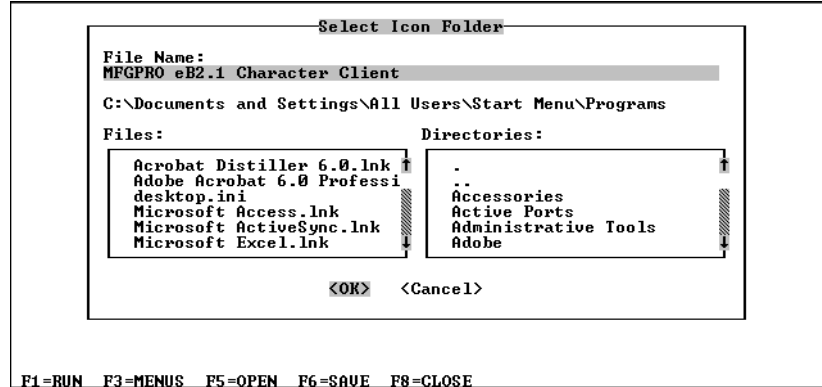 Select Icon Folder
File Name:
MFGPRO eB2.1 Character Client
C:\Documents and Settings\All Users\Start Menu\Programs
Files:
Acrobat Distiller 6.0.lnk
Adobe Acrobat 6.0 Professi
desktop.ini
Microsoft Access.lnk
Microsoft ActiveSync.lnk
Microsoft Excel.lnk
Directories:
.
..
Accessories
Active Ports
Administrative Tools
Adobe
<OK> <Cancel>
F1=RUN F3=MENUS F5=OPEN F6=SAVE F8=CLOSE